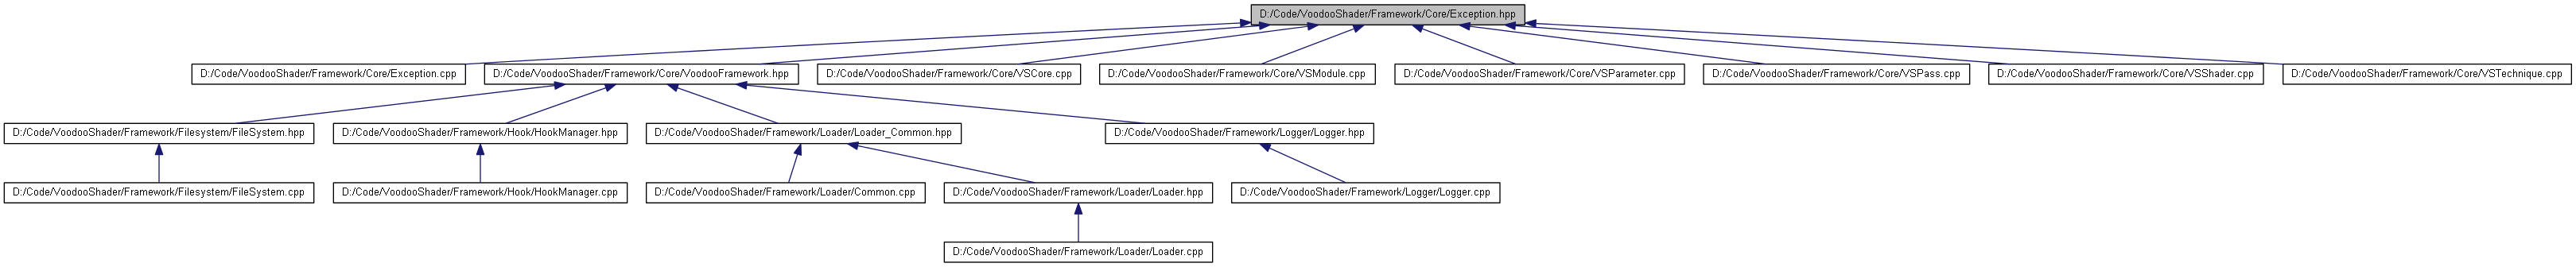 D:/Code/VoodooShader/Framework/Core/Exception.hpp
D:/Code/VoodooShader/Framework/Core/Exception.cpp
D:/Code/VoodooShader/Framework/Core/VoodooFramework.hpp
D:/Code/VoodooShader/Framework/Core/VSCore.cpp
D:/Code/VoodooShader/Framework/Core/VSModule.cpp
D:/Code/VoodooShader/Framework/Core/VSParameter.cpp
D:/Code/VoodooShader/Framework/Core/VSPass.cpp
D:/Code/VoodooShader/Framework/Core/VSShader.cpp
D:/Code/VoodooShader/Framework/Core/VSTechnique.cpp
D:/Code/VoodooShader/Framework/Filesystem/FileSystem.hpp
D:/Code/VoodooShader/Framework/Hook/HookManager.hpp
D:/Code/VoodooShader/Framework/Loader/Loader_Common.hpp
D:/Code/VoodooShader/Framework/Logger/Logger.hpp
D:/Code/VoodooShader/Framework/Filesystem/FileSystem.cpp
D:/Code/VoodooShader/Framework/Hook/HookManager.cpp
D:/Code/VoodooShader/Framework/Loader/Common.cpp
D:/Code/VoodooShader/Framework/Loader/Loader.hpp
D:/Code/VoodooShader/Framework/Logger/Logger.cpp
D:/Code/VoodooShader/Framework/Loader/Loader.cpp